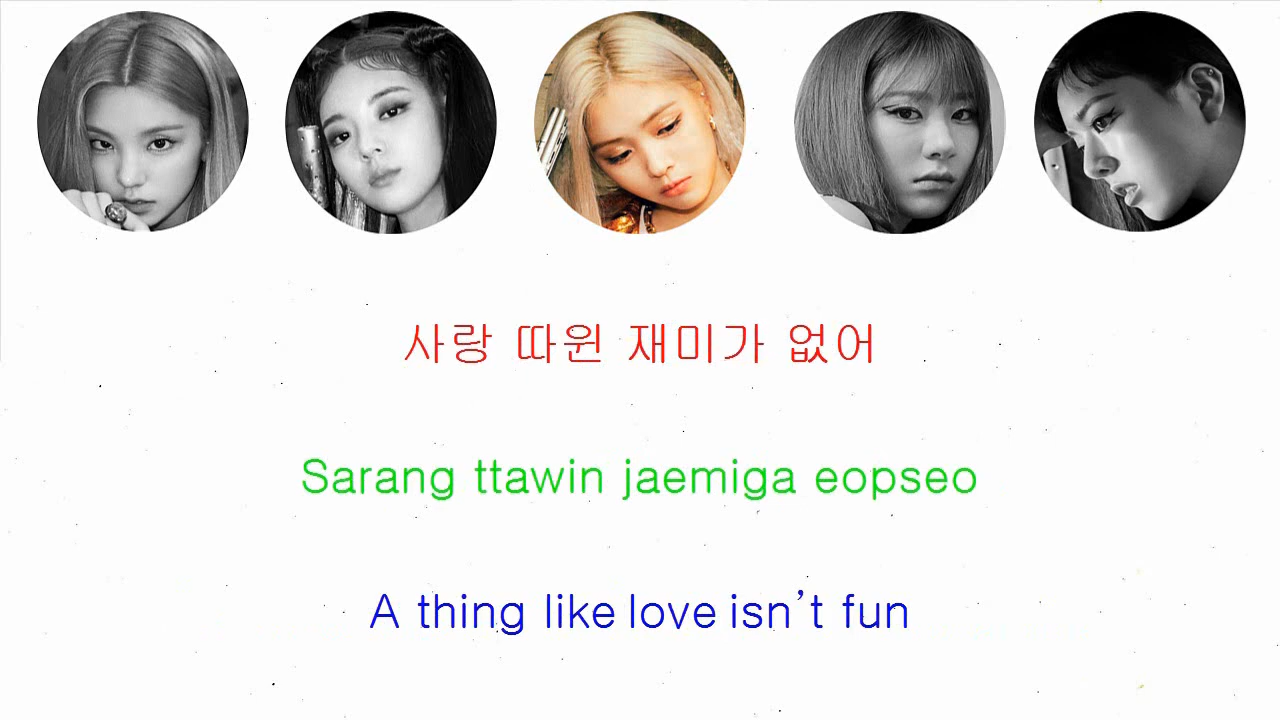 사랑 따윈 재미가 없어
Sarang ttawin jaemiga eopseo
A thing like love isn't fun